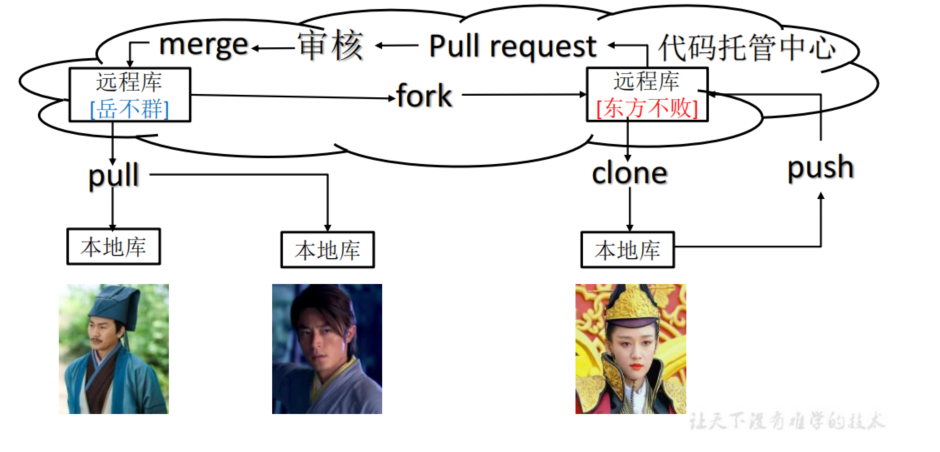 merge
审核
Pull request
代码托管中心
远程库
[岳不群]
fork
远程库
[东方不败]
pull
clone
push
本地库
本地库
本地库
让天下没有难学的技术